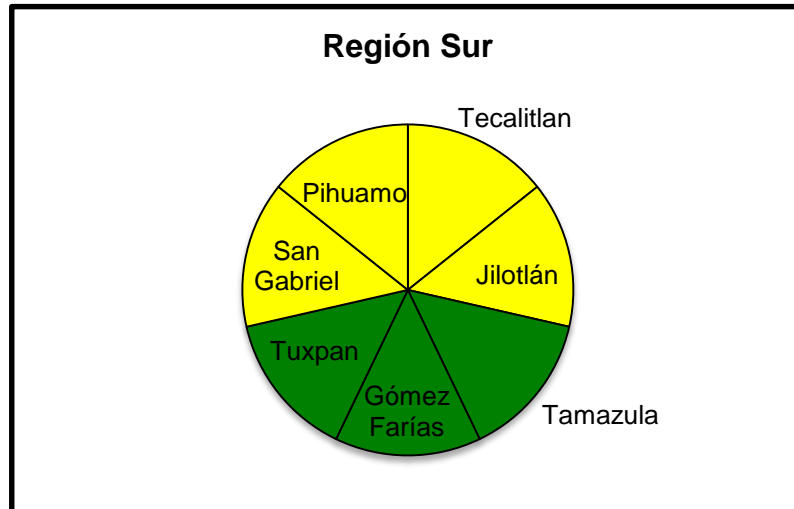 Región Sur
Tecalitlan
Pihuamo
San
Gabriel
Jilotlán
Tuxpan
Gómez
Farías
Tamazula